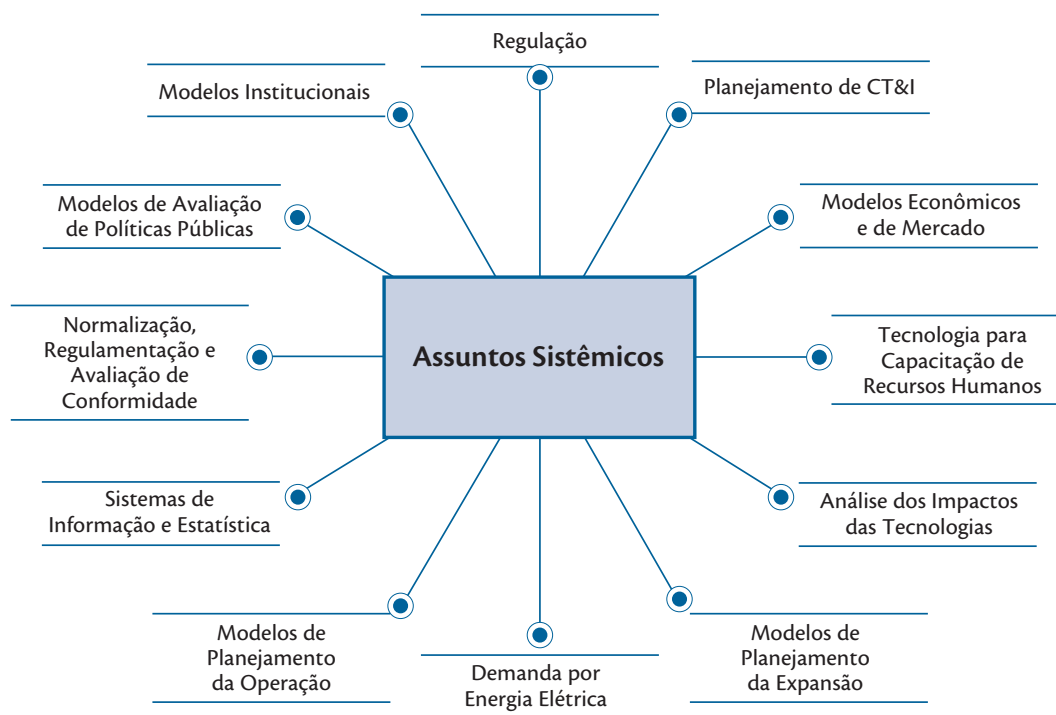 Regulação
Modelos Institucionais
Planejamento de CT&I
Modelos de Avaliação
de Políticas Públicas
Modelos Econômicos
e de Mercado
Normalização,
Regulamentação e
Avaliação de
Conformidade
Assuntos Sistêmicos
Tecnologia para
Capacitação de
Recursos Humanos
Sistemas de
Informação e Estatística
Análise dos Impactos
das Tecnologias
Modelos de
Planejamento
da Operação
Demanda por
Energia Elétrica
Modelos de
Planejamento
da Expansão